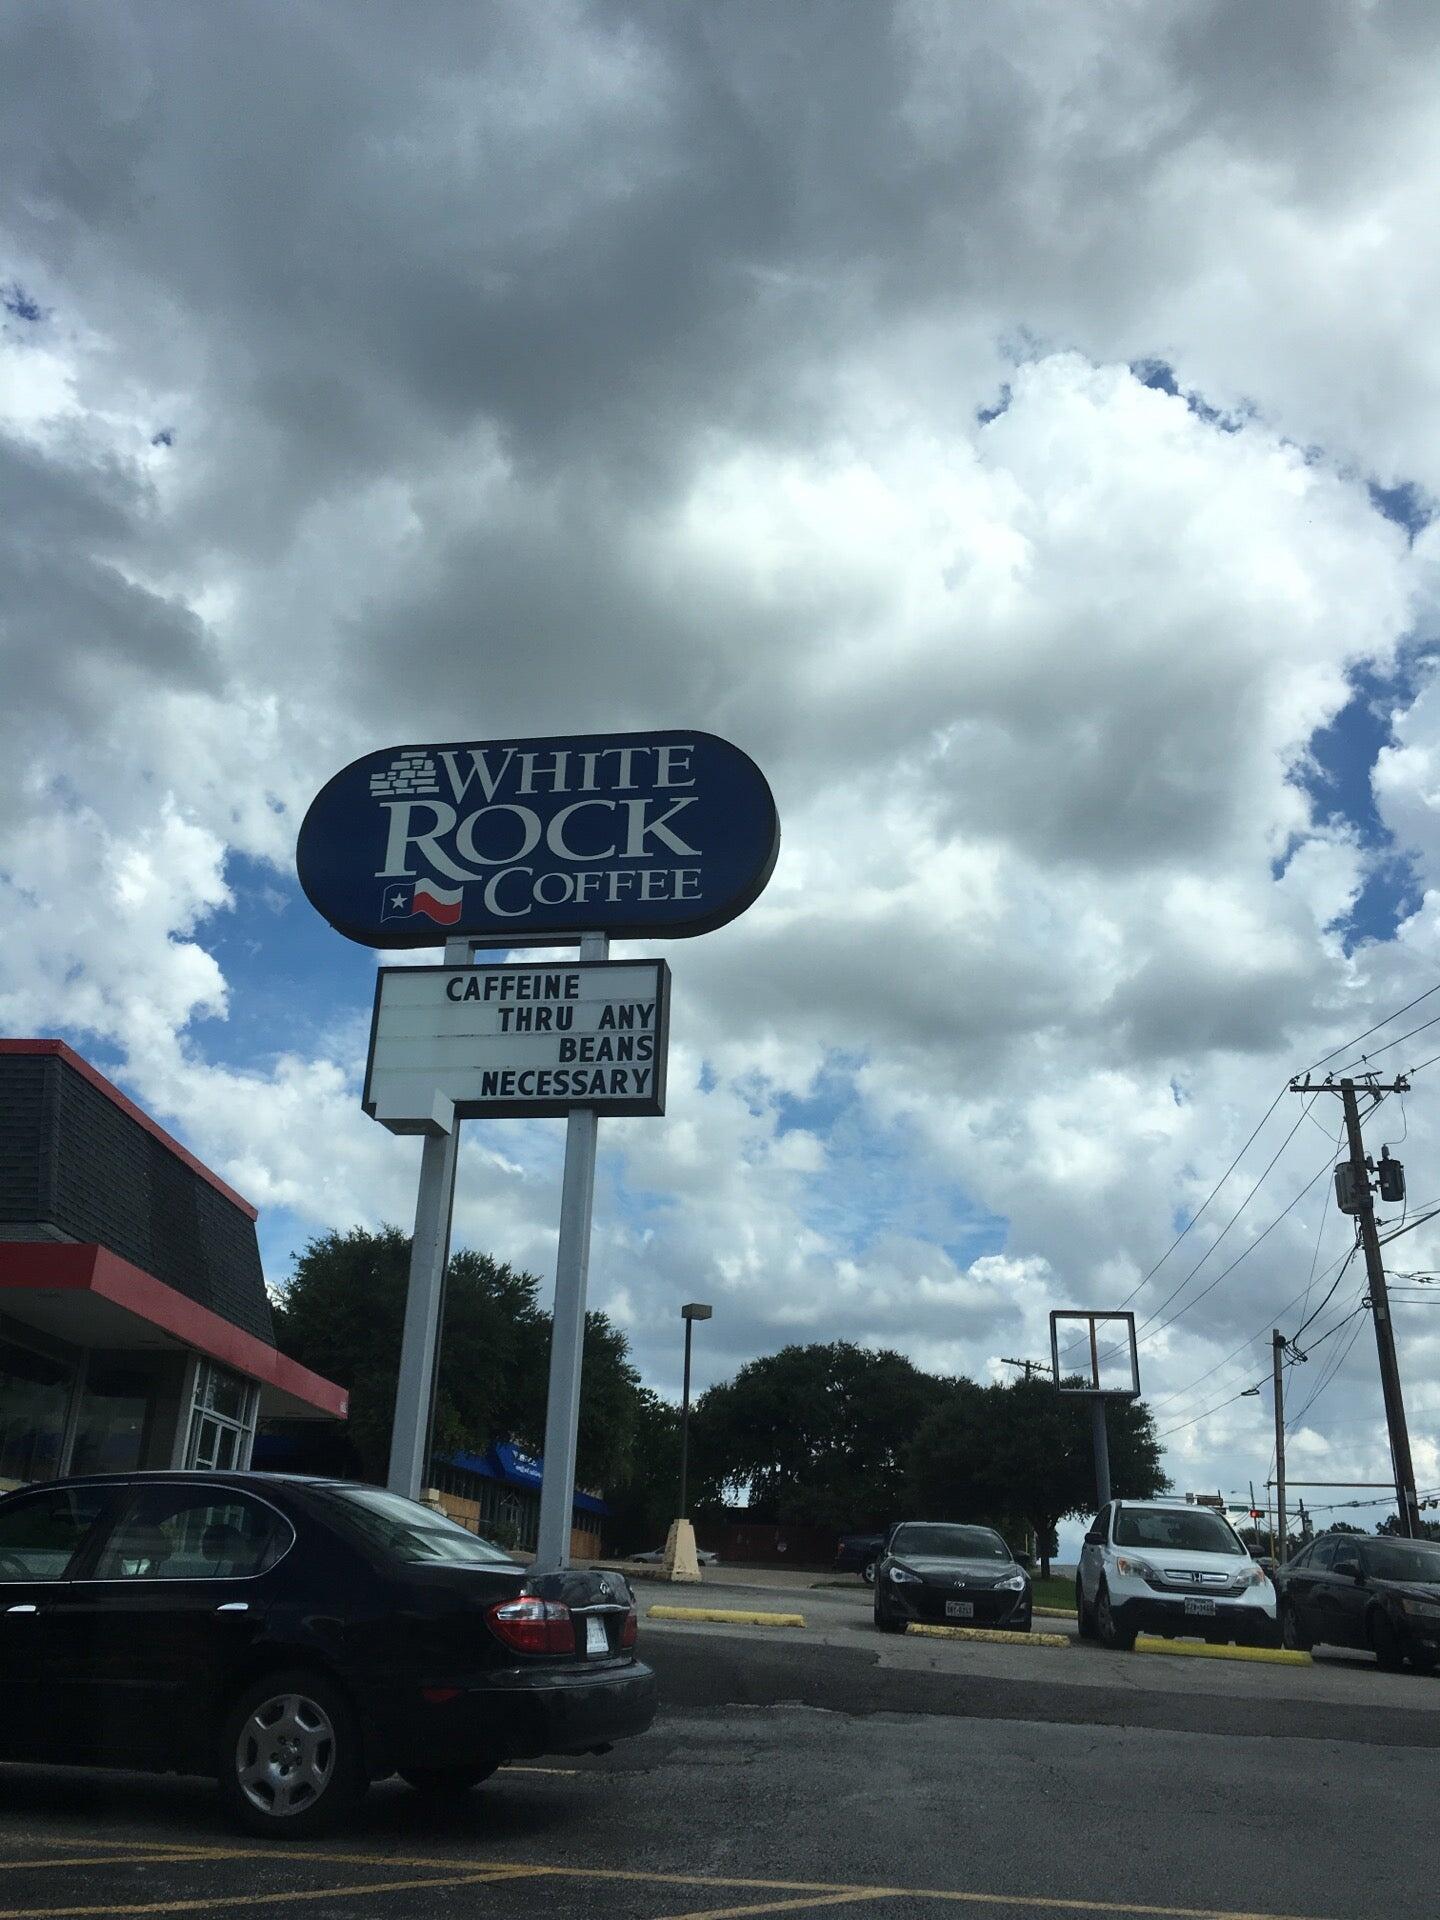 WHITE
ROCK
COFFEE
CAFFEINE
THRU ANY
BEANS
NECESSARY